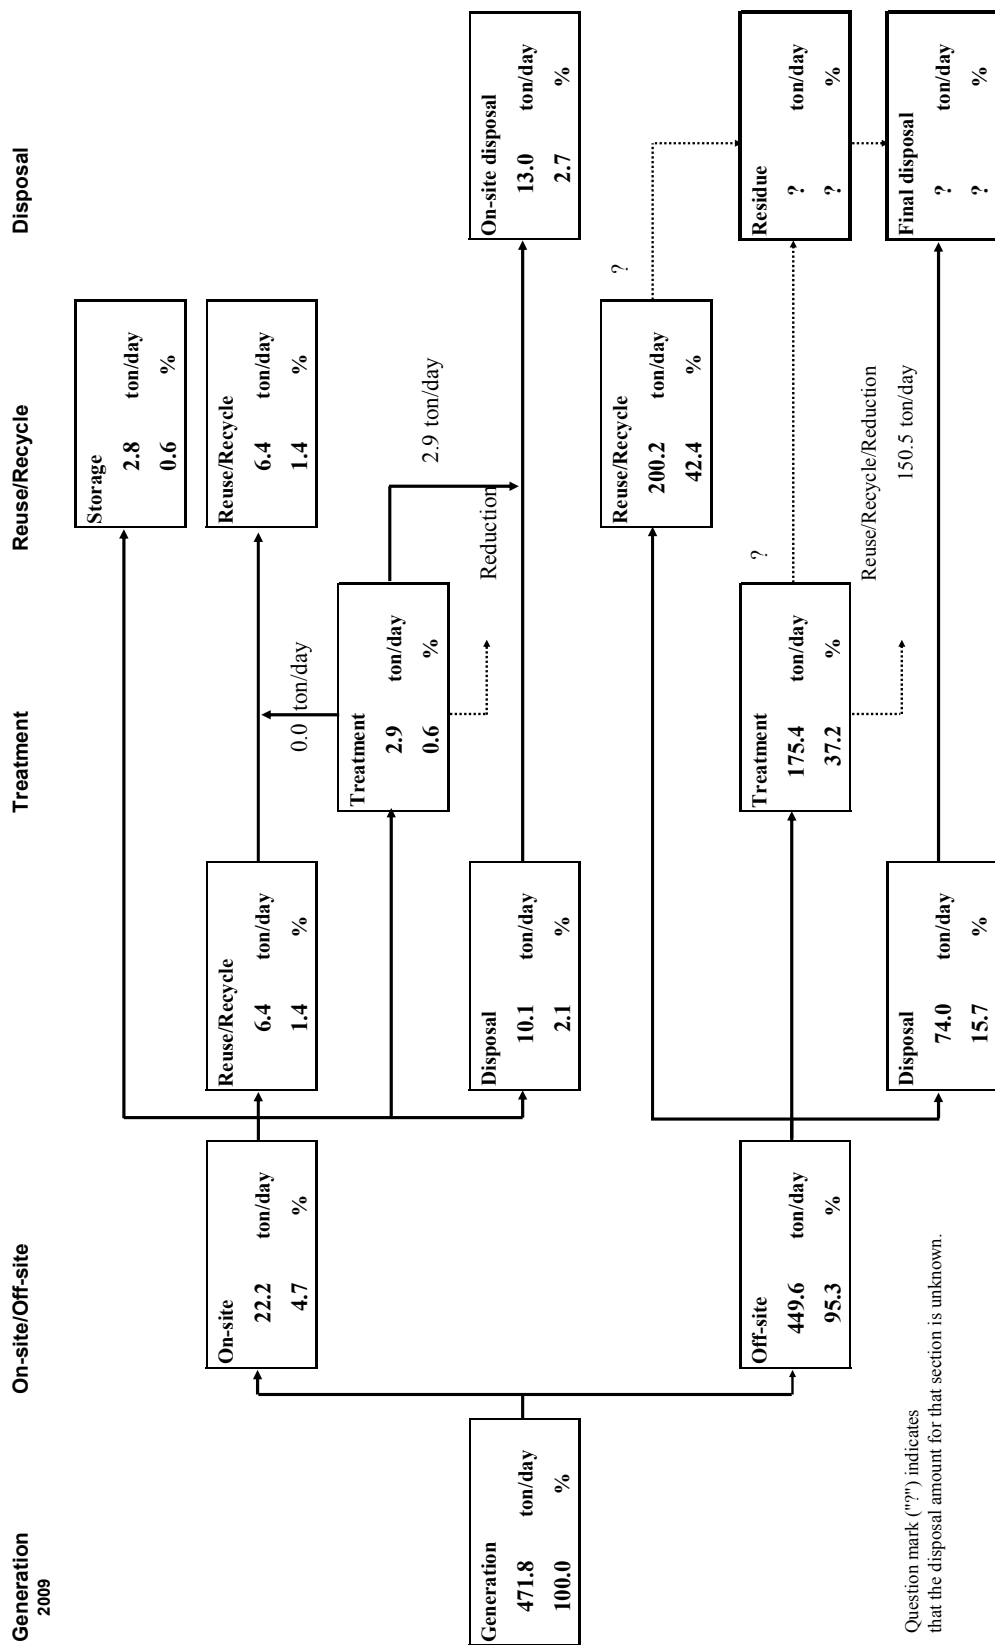 Generation
2009
On-site/Off-site
Treatment
Reuse/Recycle
Disposal
Generation
471.8 ton/day
100.0 %
On-site
22.2 ton/day
4.7 %
Off-site
449.6 ton/day
95.3 %
Storage
2.8 ton/day
0.6 %
Reuse/Recycle
6.4 ton/day
1.4 %
Reuse/Recycle
6.4 ton/day
1.4 %
0.0 ton/day
Treatment
2.9 ton/day
0.6 %
2.9 ton/day
Reduction
Disposal
10.1 ton/day
2.1 %
On-site disposal
13.0 ton/day
2.7 %
Reuse/Recycle
200.2 ton/day
42.4 %
?
Treatment
175.4 ton/day
37.2 %
?
Residue
? ton/day
? %
Reuse/Recycle/Reduction
150.5 ton/day
Disposal
74.0 ton/day
15.7 %
Final disposal
? ton/day
? %
Question mark ("?") indicates
that the disposal amount for that section is unknown.